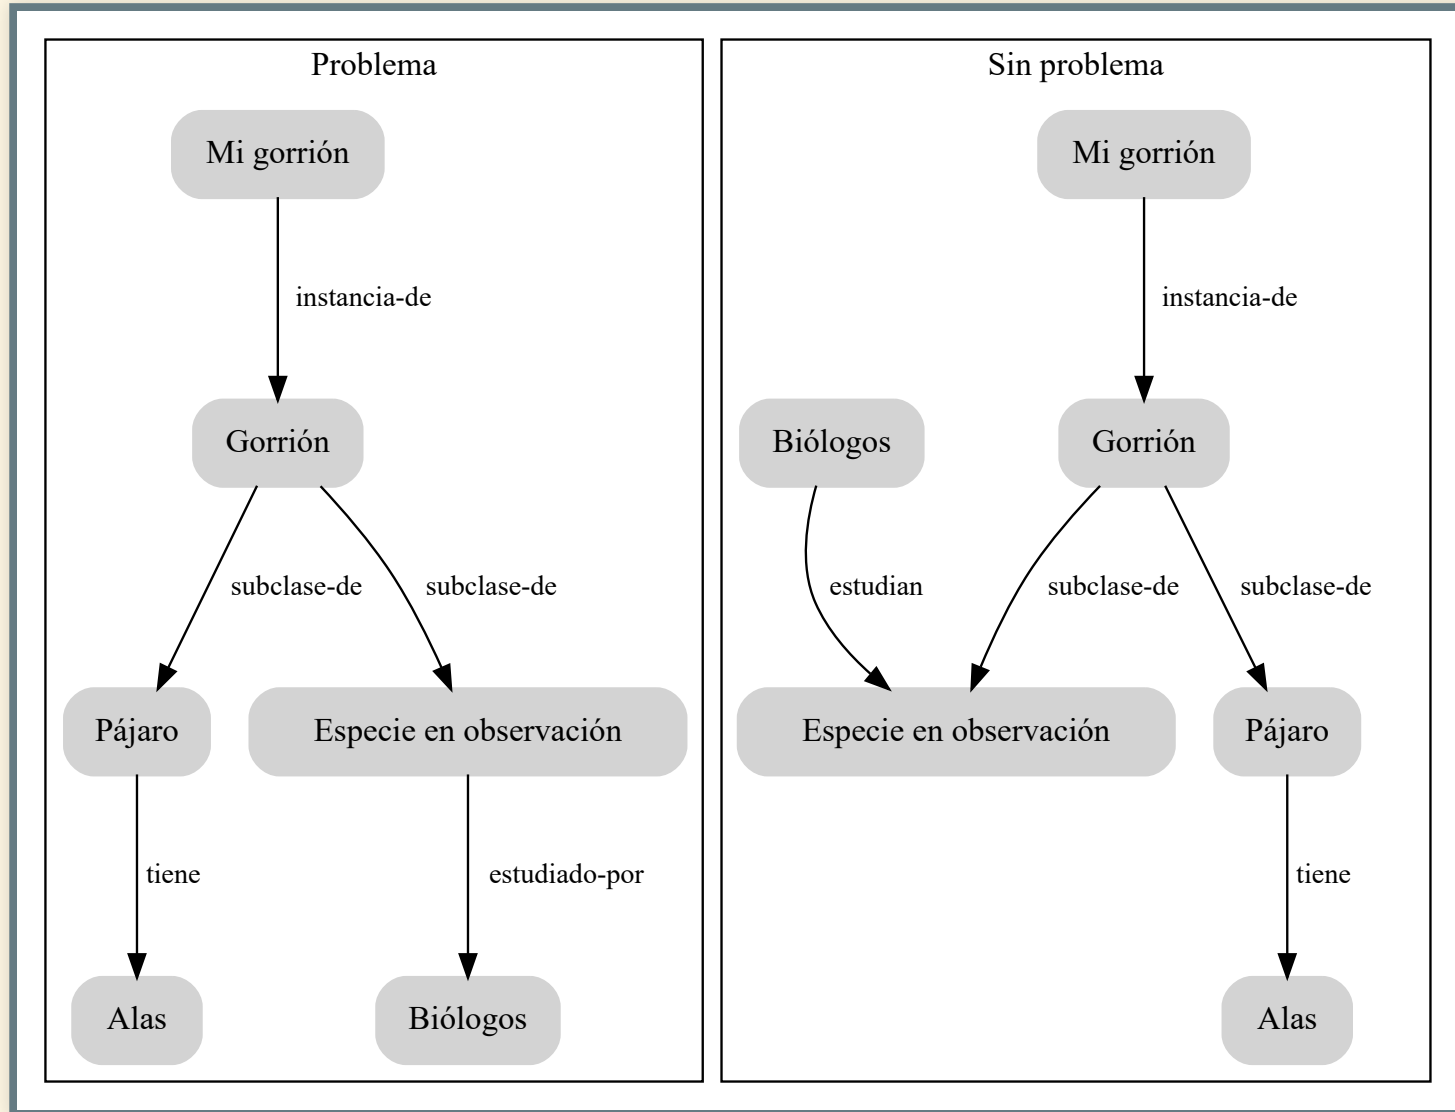 Problema
Mi gorrión
instancia-de
Gorrión
subclase-de
subclase-de
Pájaro
Especie en observación
tiene
estudiado-por
Alas
Biólogos
Sin problema
Mi gorrión
instancia-de
Biólogos
Gorrión
estudian
subclase-de
subclase-de
Especie en observación
Pájaro
tiene
Alas